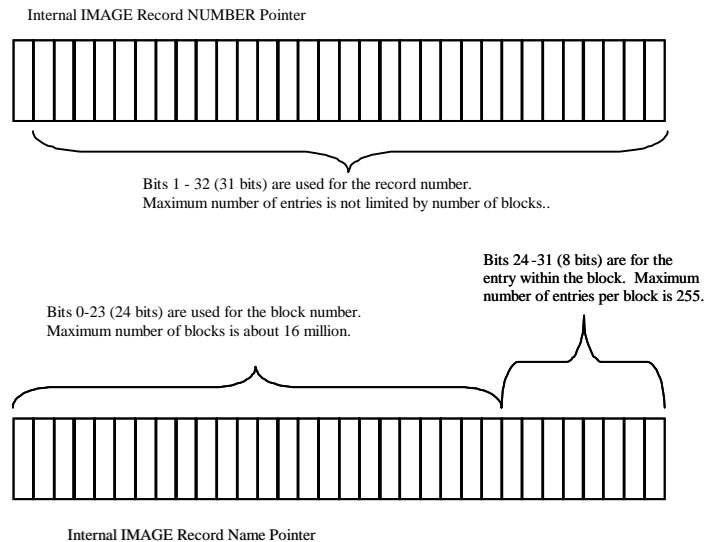 Internal IMAGE Record NUMBER Pointer
Bits 1 - 32 (31 bits) are used for the record number.
Maximum number of entries is not limited by number of blocks..
Bits 24-31 (8 bits) are for the
entry within the block. Maximum
number of entries per block is 255.
Bits 0-23 (24 bits) are used for the block number.
Maximum number of blocks is about 16 million.
Internal IMAGE Record Name Pointer